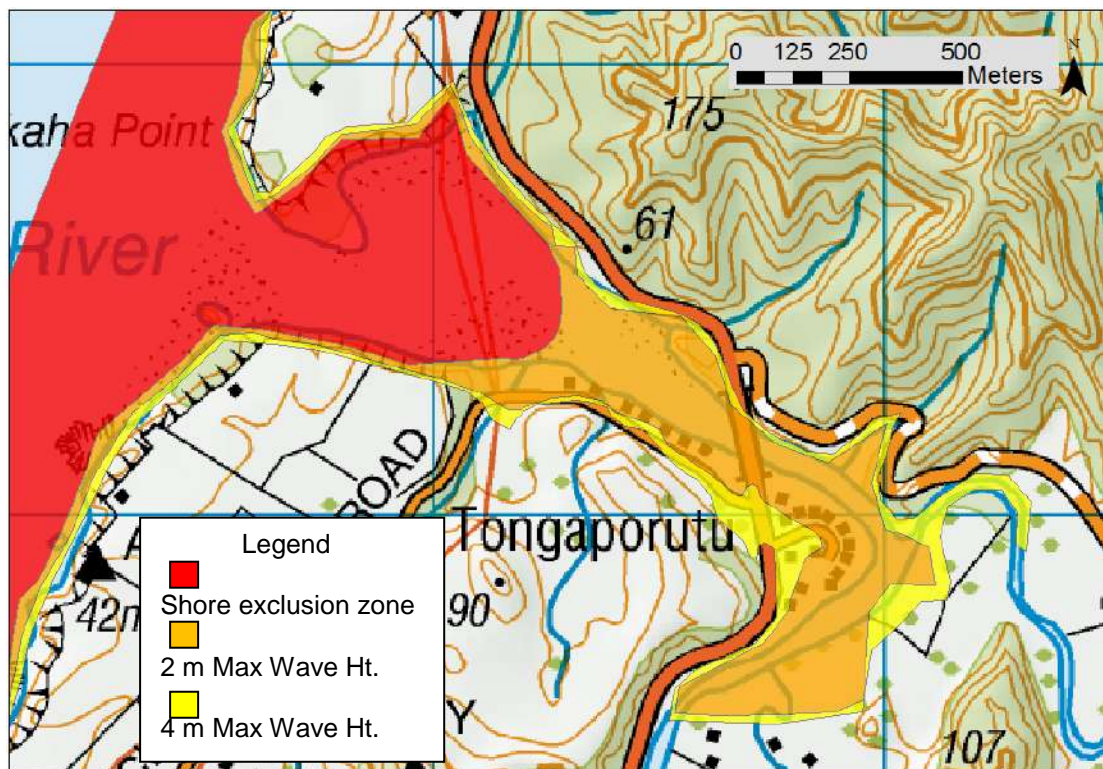 0 125 250 500
Meters
N
kaha Point
175
100
River
61
ROAD
Tongaporutu
Legend
Shore exclusion zone
2 m Max Wave Ht.
4 m Max Wave Ht.
42m
90
Y
107